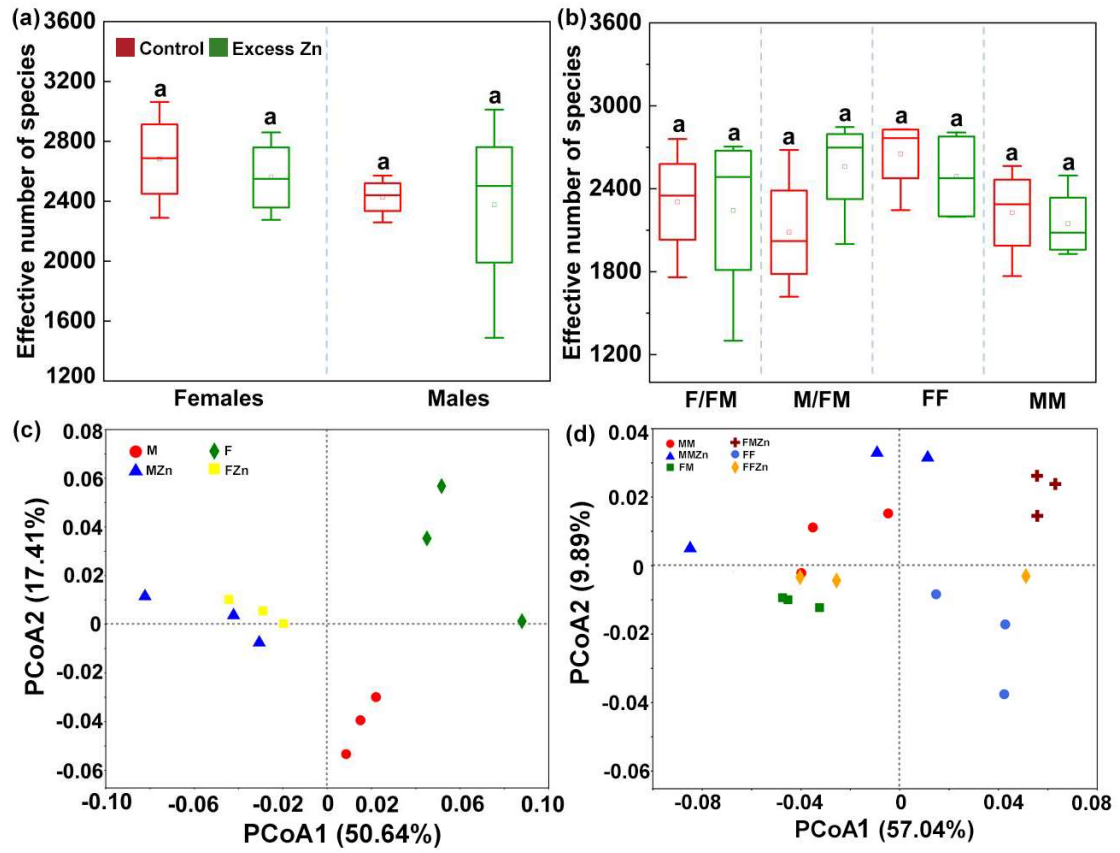 (a)
Effective number of species
3600
3200
2800
2400
2000
1600
1200
Control
Excess Zn
a
a
a
a
Females
Males
(b)
Effective number of species
3600
3000
2400
1800
1200
a
a
a
a
a
a
a
a
F/FM
M/FM
FF
MM
(c)
PCoA2 (17.41%)
0.08
0.06
0.04
0.02
0
-0.02
-0.04
-0.06
M
F
MZn
FZn
-0.10
-0.06
-0.02
0
0.02
0.06
0.10
PCoA1 (50.64%)
(d)
PCoA2 (9.89%)
0.04
0.02
0
-0.02
-0.04
-0.06
MM
FMZn
MMZn
FF
FM
FFZn
-0.08
-0.04
0
0.04
0.08
PCoA1 (57.04%)